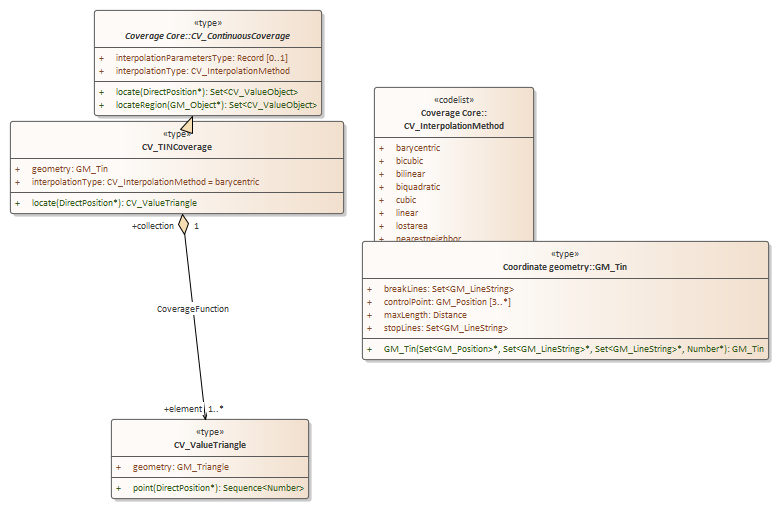 «type»
Coverage Core::CV_ContinuousCoverage
+ interpolationParametersType: Record [0..1]
+ interpolationType: CV_InterpolationMethod
+ locate(DirectPosition*): Set<CV_ValueObject>
+ locateRegion(GM_Object*): Set<CV_ValueObject>
«type»
CV_TINCoverage
+ geometry: GM_Tin
+ interpolationType: CV_InterpolationMethod = barycentric
+ locate(DirectPosition*): CV_ValueTriangle
+collection 1
CoverageFunction
+element 1..*
«type»
CV_ValueTriangle
+ geometry: GM_Triangle
+ point(DirectPosition*): Sequence<Number>
«codelist»
Coverage Core::
CV_InterpolationMethod
+ barycentric
+ bicubic
+ bilinear
+ biquadratic
+ cubic
+ linear
+ lostarea
+ nearestneighbor
«type»
Coordinate geometry::GM_Tin
+ breakLines: Set<GM_LineString>
+ controlPoint: GM_Position [3..*]
+ maxLength: Distance
+ stopLines: Set<GM_LineString>
+ GM_Tin(Set<GM_Position>*, Set<GM_LineString>*, Set<GM_LineString>*, Number*): GM_Tin